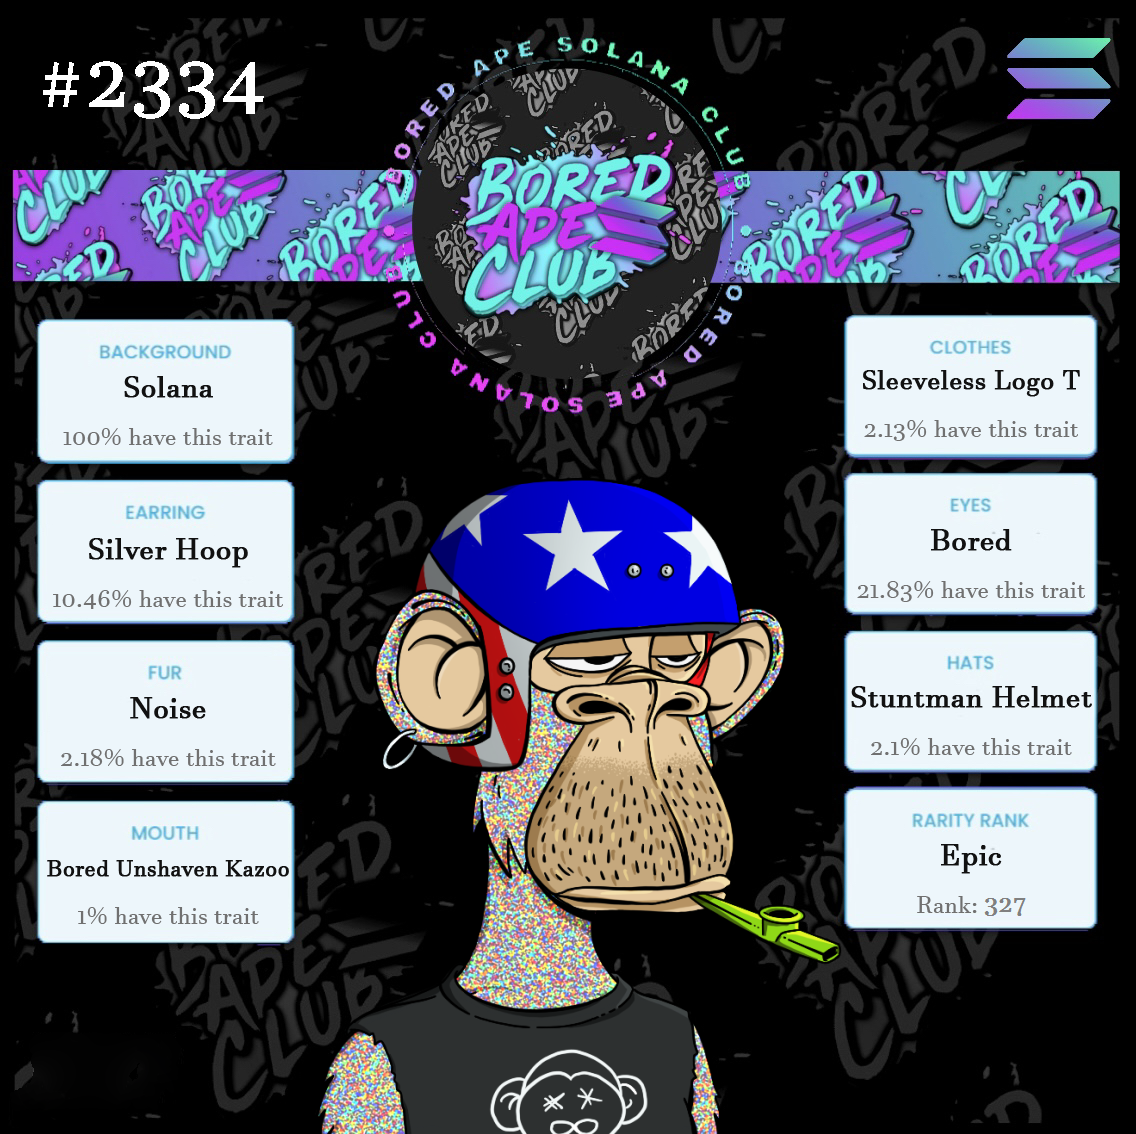 #2334
BORED APE SOLANA CLUB
BORED APE SOLANA CLUB
BORED
APE
CLUB
BACKGROUND
Solana
100% have this trait
EARRING
Silver Hoop
10.46% have this trait
FUR
Noise
2.18% have this trait
MOUTH
Bored Unshaven Kazoo
1% have this trait
CLOTHES
Sleeveless Logo T
2.13% have this trait
EYES
Bored
21.83% have this trait
HATS
Stuntman Helmet
2.1% have this trait
RARITY RANK
Epic
Rank: 327